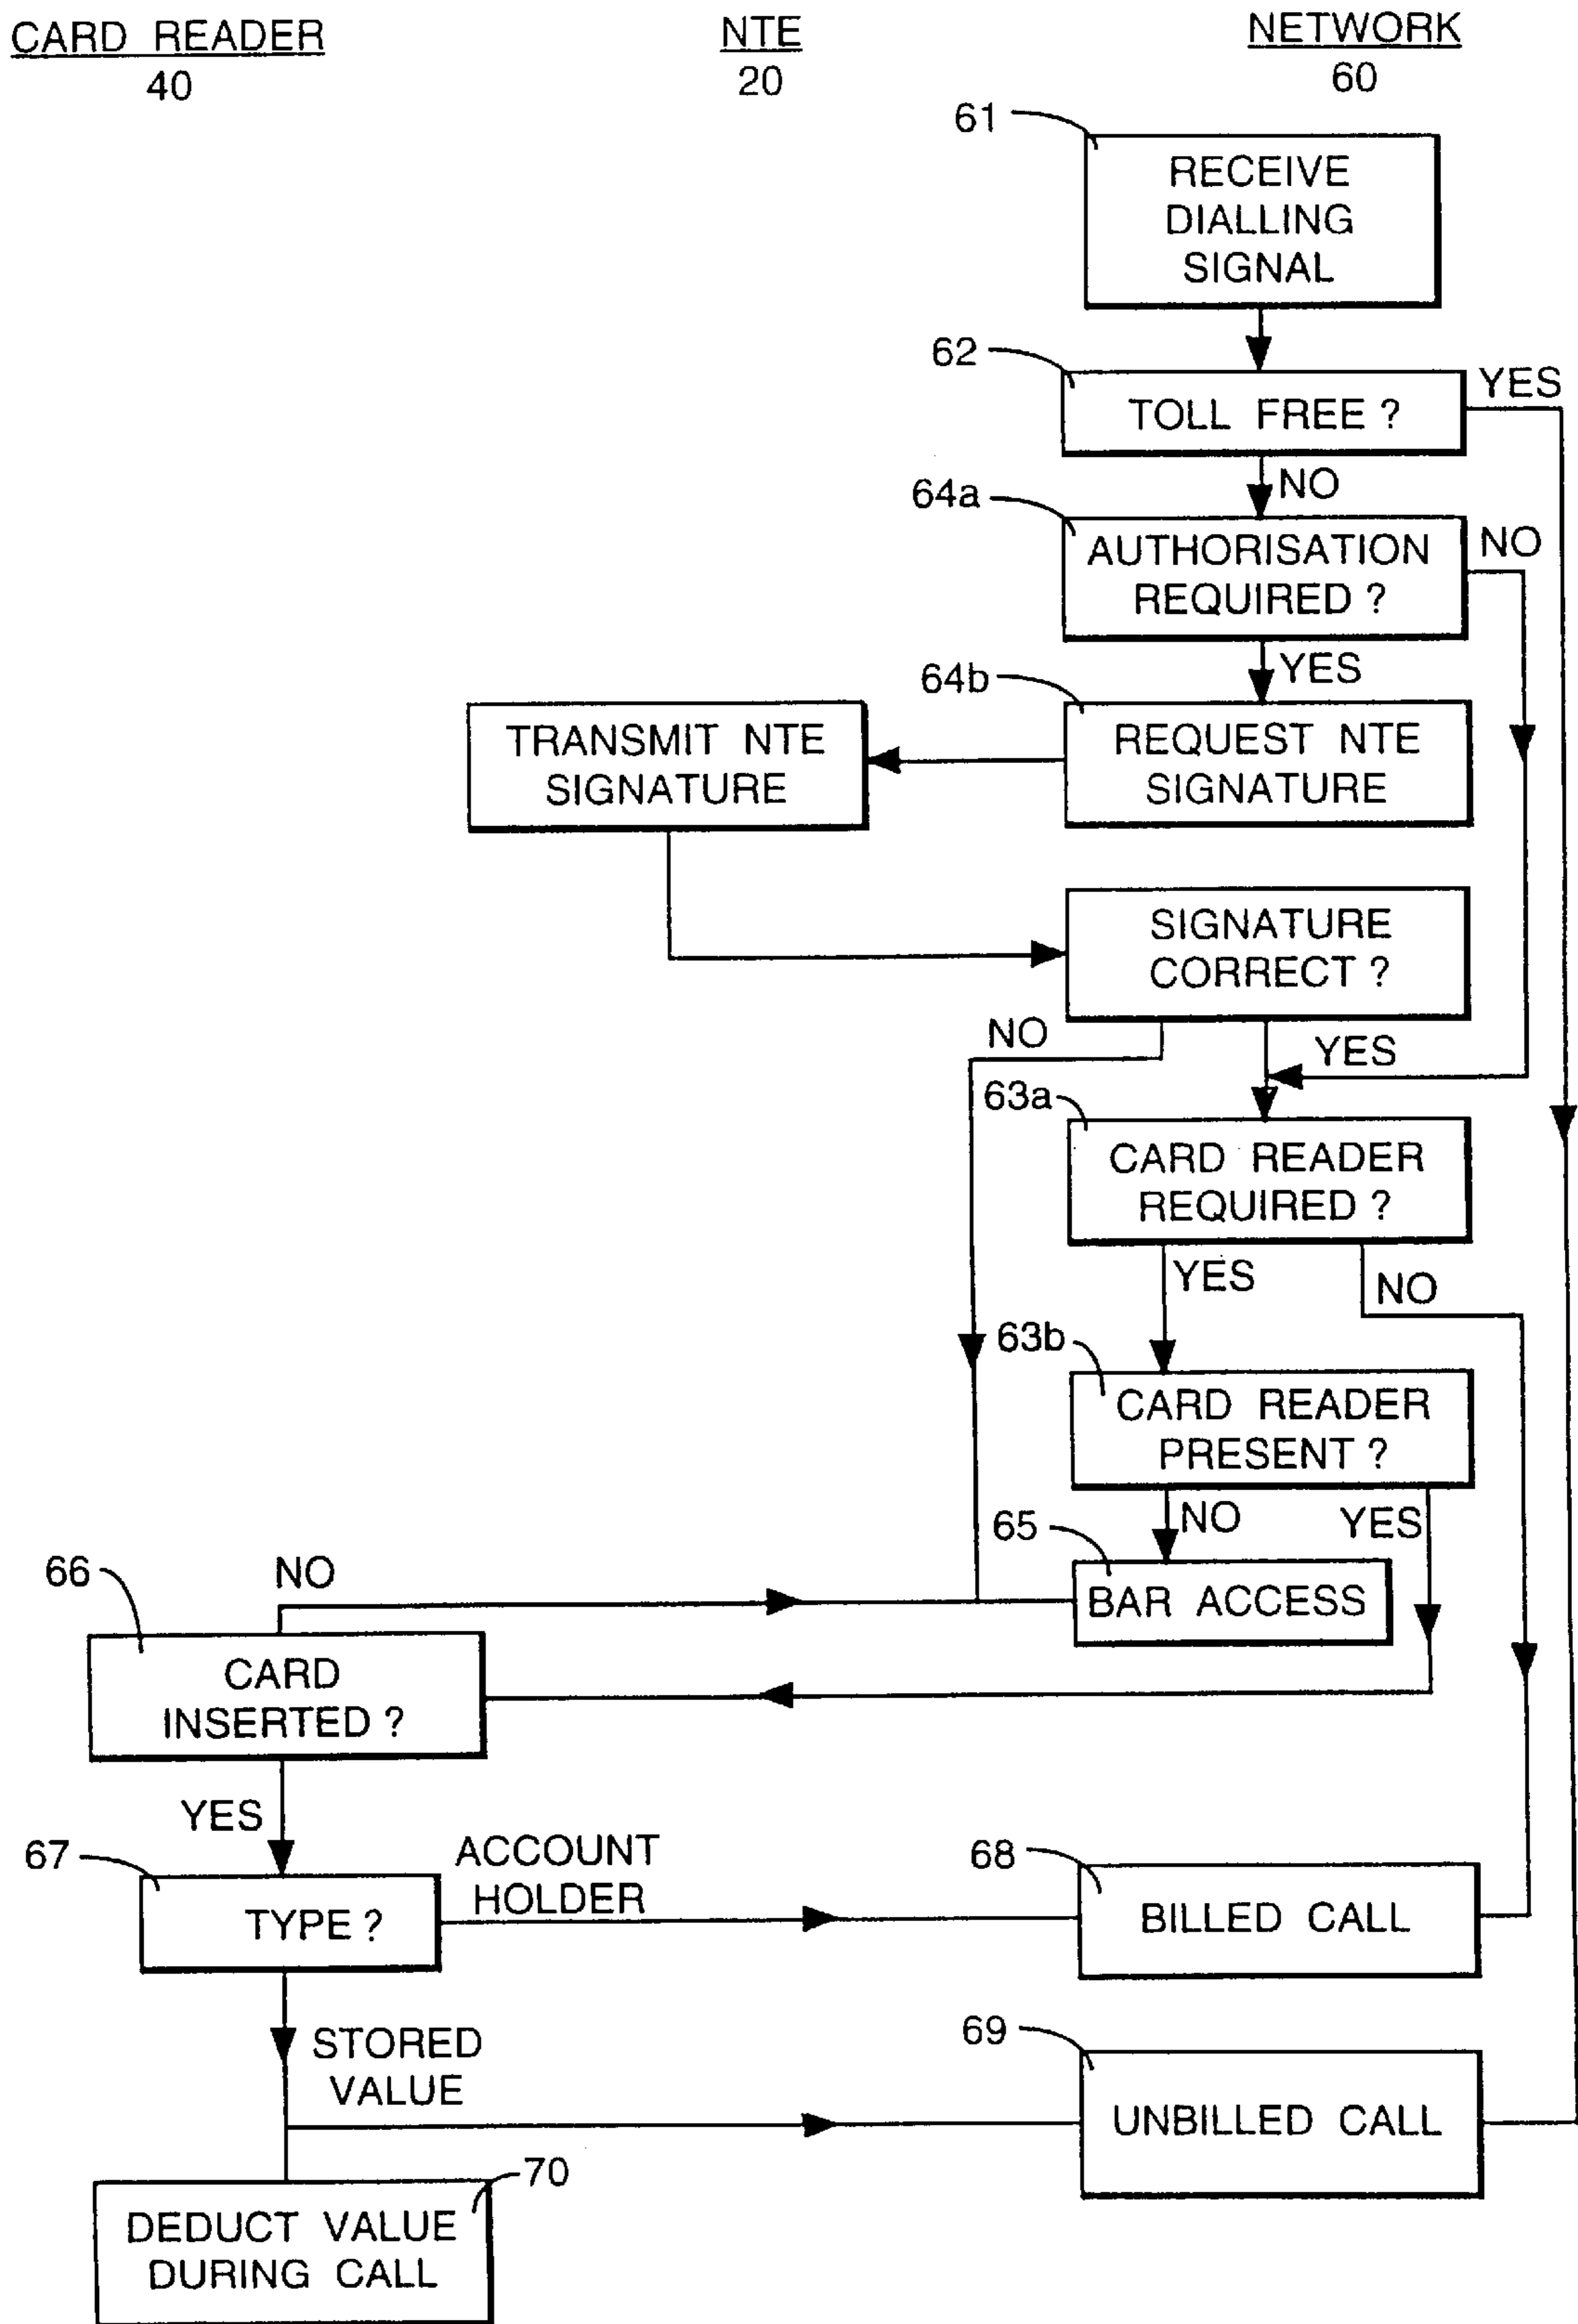 CARD READER
40
NTE
20
NETWORK
60
61
RECEIVE
DIALLING
SIGNAL
62
TOLL FREE ?
YES
NO
64a
AUTHORISATION
REQUIRED ?
NO
YES
64b
REQUEST NTE
SIGNATURE
TRANSMIT NTE
SIGNATURE
SIGNATURE
CORRECT ?
NO
YES
63a
CARD READER
REQUIRED ?
YES
NO
63b
CARD READER
PRESENT ?
NO
YES
65
BAR ACCESS
66
NO
CARD
INSERTED ?
YES
67
TYPE ?
ACCOUNT
HOLDER
68
BILLED CALL
STORED
VALUE
69
UNBILLED CALL
70
DEDUCT VALUE
DURING CALL